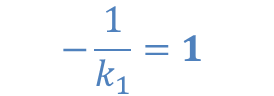 −1/k₁ = 1